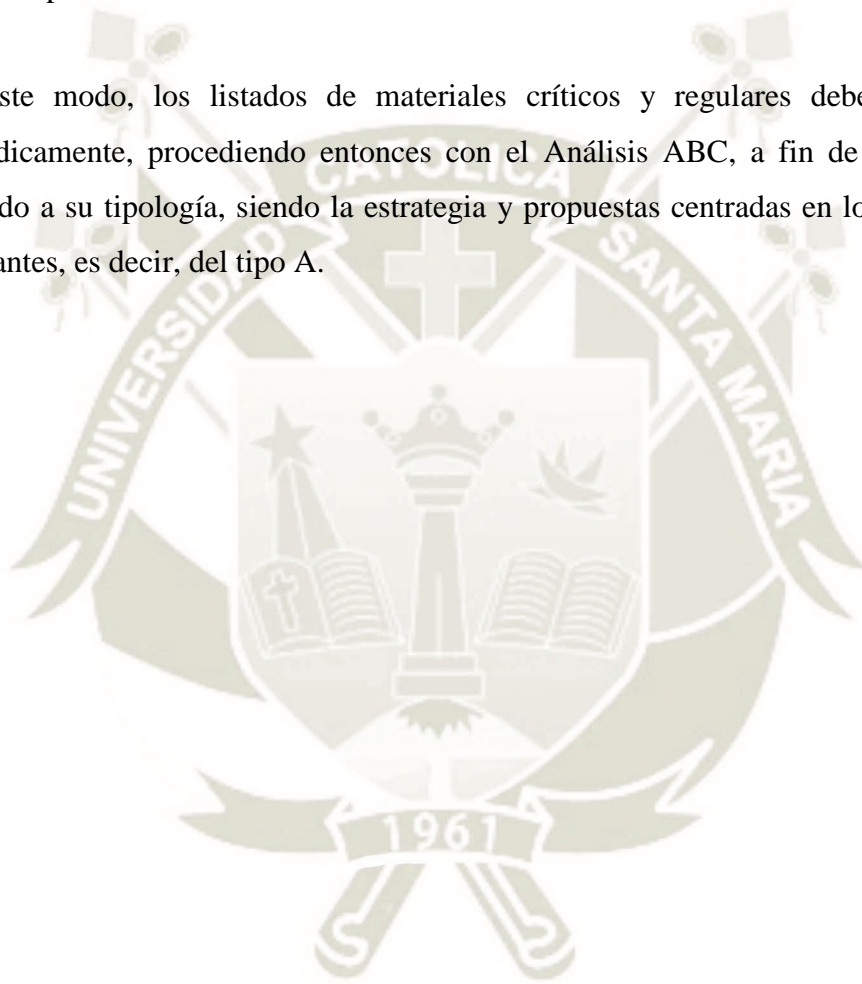 ste modo, los listados de materiales críticos y regulares debe
dicamente, procediendo entonces con el Análisis ABC, a fin de
do a su tipología, siendo la estrategia y propuestas centradas en lo
antes, es decir, del tipo A.
UNIVERSIDAD CATOLICA SANTA MARIA
1961